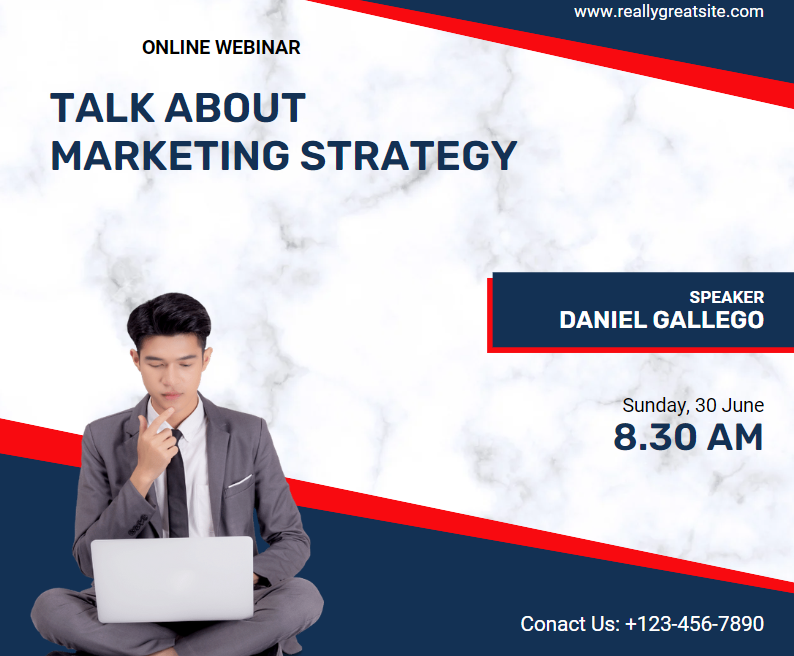 www.reallygreatsite.com
ONLINE WEBINAR
TALK ABOUT
MARKETING STRATEGY
SPEAKER
DANIEL GALLEGO
Sunday, 30 June
8.30 AM
Conact Us: +123-456-7890